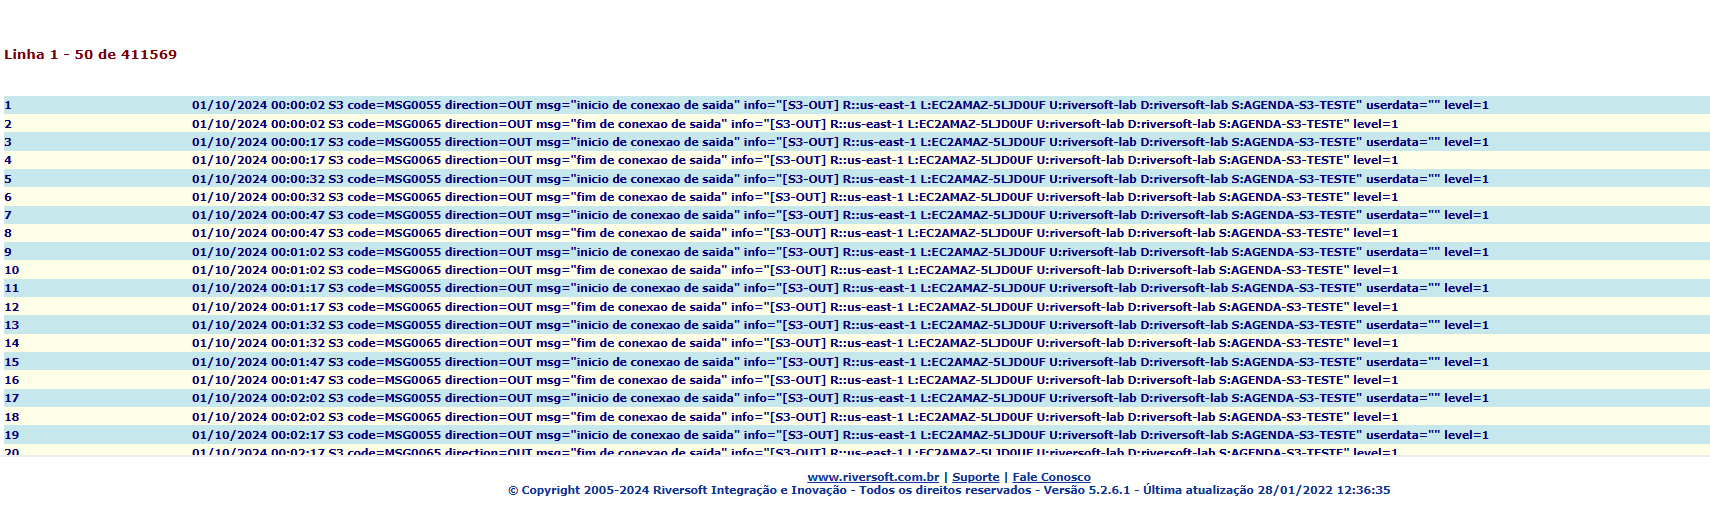 Linha 1 - 50 de 411569
1 01/10/2024 00:00:02 S3 code=MSG0055 direction=OUT msg="inicio de conexao de saida" info="[S3-OUT] R::us-east-1 L:EC2AMAZ-5LJD0UF U:riversoft-lab D:riversoft-lab S:AGENDA-S3-TESTE" userdata="" level=1
2 01/10/2024 00:00:02 S3 code=MSG0065 direction=OUT msg="fim de conexao de saida" info="[S3-OUT] R::us-east-1 L:EC2AMAZ-5LJD0UF U:riversoft-lab D:riversoft-lab S:AGENDA-S3-TESTE" level=1
3 01/10/2024 00:00:17 S3 code=MSG0055 direction=OUT msg="inicio de conexao de saida" info="[S3-OUT] R::us-east-1 L:EC2AMAZ-5LJD0UF U:riversoft-lab D:riversoft-lab S:AGENDA-S3-TESTE" userdata="" level=1
4 01/10/2024 00:00:17 S3 code=MSG0065 direction=OUT msg="fim de conexao de saida" info="[S3-OUT] R::us-east-1 L:EC2AMAZ-5LJD0UF U:riversoft-lab D:riversoft-lab S:AGENDA-S3-TESTE" level=1
5 01/10/2024 00:00:32 S3 code=MSG0055 direction=OUT msg="inicio de conexao de saida" info="[S3-OUT] R::us-east-1 L:EC2AMAZ-5LJD0UF U:riversoft-lab D:riversoft-lab S:AGENDA-S3-TESTE" userdata="" level=1
6 01/10/2024 00:00:32 S3 code=MSG0065 direction=OUT msg="fim de conexao de saida" info="[S3-OUT] R::us-east-1 L:EC2AMAZ-5LJD0UF U:riversoft-lab D:riversoft-lab S:AGENDA-S3-TESTE" level=1
7 01/10/2024 00:00:47 S3 code=MSG0055 direction=OUT msg="inicio de conexao de saida" info="[S3-OUT] R::us-east-1 L:EC2AMAZ-5LJD0UF U:riversoft-lab D:riversoft-lab S:AGENDA-S3-TESTE" userdata="" level=1
8 01/10/2024 00:00:47 S3 code=MSG0065 direction=OUT msg="fim de conexao de saida" info="[S3-OUT] R::us-east-1 L:EC2AMAZ-5LJD0UF U:riversoft-lab D:riversoft-lab S:AGENDA-S3-TESTE" level=1
9 01/10/2024 00:01:02 S3 code=MSG0055 direction=OUT msg="inicio de conexao de saida" info="[S3-OUT] R::us-east-1 L:EC2AMAZ-5LJD0UF U:riversoft-lab D:riversoft-lab S:AGENDA-S3-TESTE" userdata="" level=1
10 01/10/2024 00:01:02 S3 code=MSG0065 direction=OUT msg="fim de conexao de saida" info="[S3-OUT] R::us-east-1 L:EC2AMAZ-5LJD0UF U:riversoft-lab D:riversoft-lab S:AGENDA-S3-TESTE" level=1
11 01/10/2024 00:01:17 S3 code=MSG0055 direction=OUT msg="inicio de conexao de saida" info="[S3-OUT] R::us-east-1 L:EC2AMAZ-5LJD0UF U:riversoft-lab D:riversoft-lab S:AGENDA-S3-TESTE" userdata="" level=1
12 01/10/2024 00:01:17 S3 code=MSG0065 direction=OUT msg="fim de conexao de saida" info="[S3-OUT] R::us-east-1 L:EC2AMAZ-5LJD0UF U:riversoft-lab D:riversoft-lab S:AGENDA-S3-TESTE" level=1
13 01/10/2024 00:01:32 S3 code=MSG0055 direction=OUT msg="inicio de conexao de saida" info="[S3-OUT] R::us-east-1 L:EC2AMAZ-5LJD0UF U:riversoft-lab D:riversoft-lab S:AGENDA-S3-TESTE" userdata="" level=1
14 01/10/2024 00:01:32 S3 code=MSG0065 direction=OUT msg="fim de conexao de saida" info="[S3-OUT] R::us-east-1 L:EC2AMAZ-5LJD0UF U:riversoft-lab D:riversoft-lab S:AGENDA-S3-TESTE" level=1
15 01/10/2024 00:01:47 S3 code=MSG0055 direction=OUT msg="inicio de conexao de saida" info="[S3-OUT] R::us-east-1 L:EC2AMAZ-5LJD0UF U:riversoft-lab D:riversoft-lab S:AGENDA-S3-TESTE" userdata="" level=1
16 01/10/2024 00:01:47 S3 code=MSG0065 direction=OUT msg="fim de conexao de saida" info="[S3-OUT] R::us-east-1 L:EC2AMAZ-5LJD0UF U:riversoft-lab D:riversoft-lab S:AGENDA-S3-TESTE" level=1
17 01/10/2024 00:02:02 S3 code=MSG0055 direction=OUT msg="inicio de conexao de saida" info="[S3-OUT] R::us-east-1 L:EC2AMAZ-5LJD0UF U:riversoft-lab D:riversoft-lab S:AGENDA-S3-TESTE" userdata="" level=1
18 01/10/2024 00:02:02 S3 code=MSG0065 direction=OUT msg="fim de conexao de saida" info="[S3-OUT] R::us-east-1 L:EC2AMAZ-5LJD0UF U:riversoft-lab D:riversoft-lab S:AGENDA-S3-TESTE" level=1
19 01/10/2024 00:02:17 S3 code=MSG0055 direction=OUT msg="inicio de conexao de saida" info="[S3-OUT] R::us-east-1 L:EC2AMAZ-5LJD0UF U:riversoft-lab D:riversoft-lab S:AGENDA-S3-TESTE" userdata="" level=1
20 01/10/2024 00:02:17 S3 code=MSG0065 direction=OUT msg="fim de conexao de saida" info="[S3-OUT] R::us-east-1 L:EC2AMAZ-5LJD0UF U:riversoft-lab D:riversoft-lab S:AGENDA-S3-TESTE" level=1
www.riversoft.com.br | Suporte | Fale Conosco
© Copyright 2005-2024 Riversoft Integração e Inovação - Todos os direitos reservados - Versão 5.2.6.1 - Última atualização 28/01/2022 12:36:35